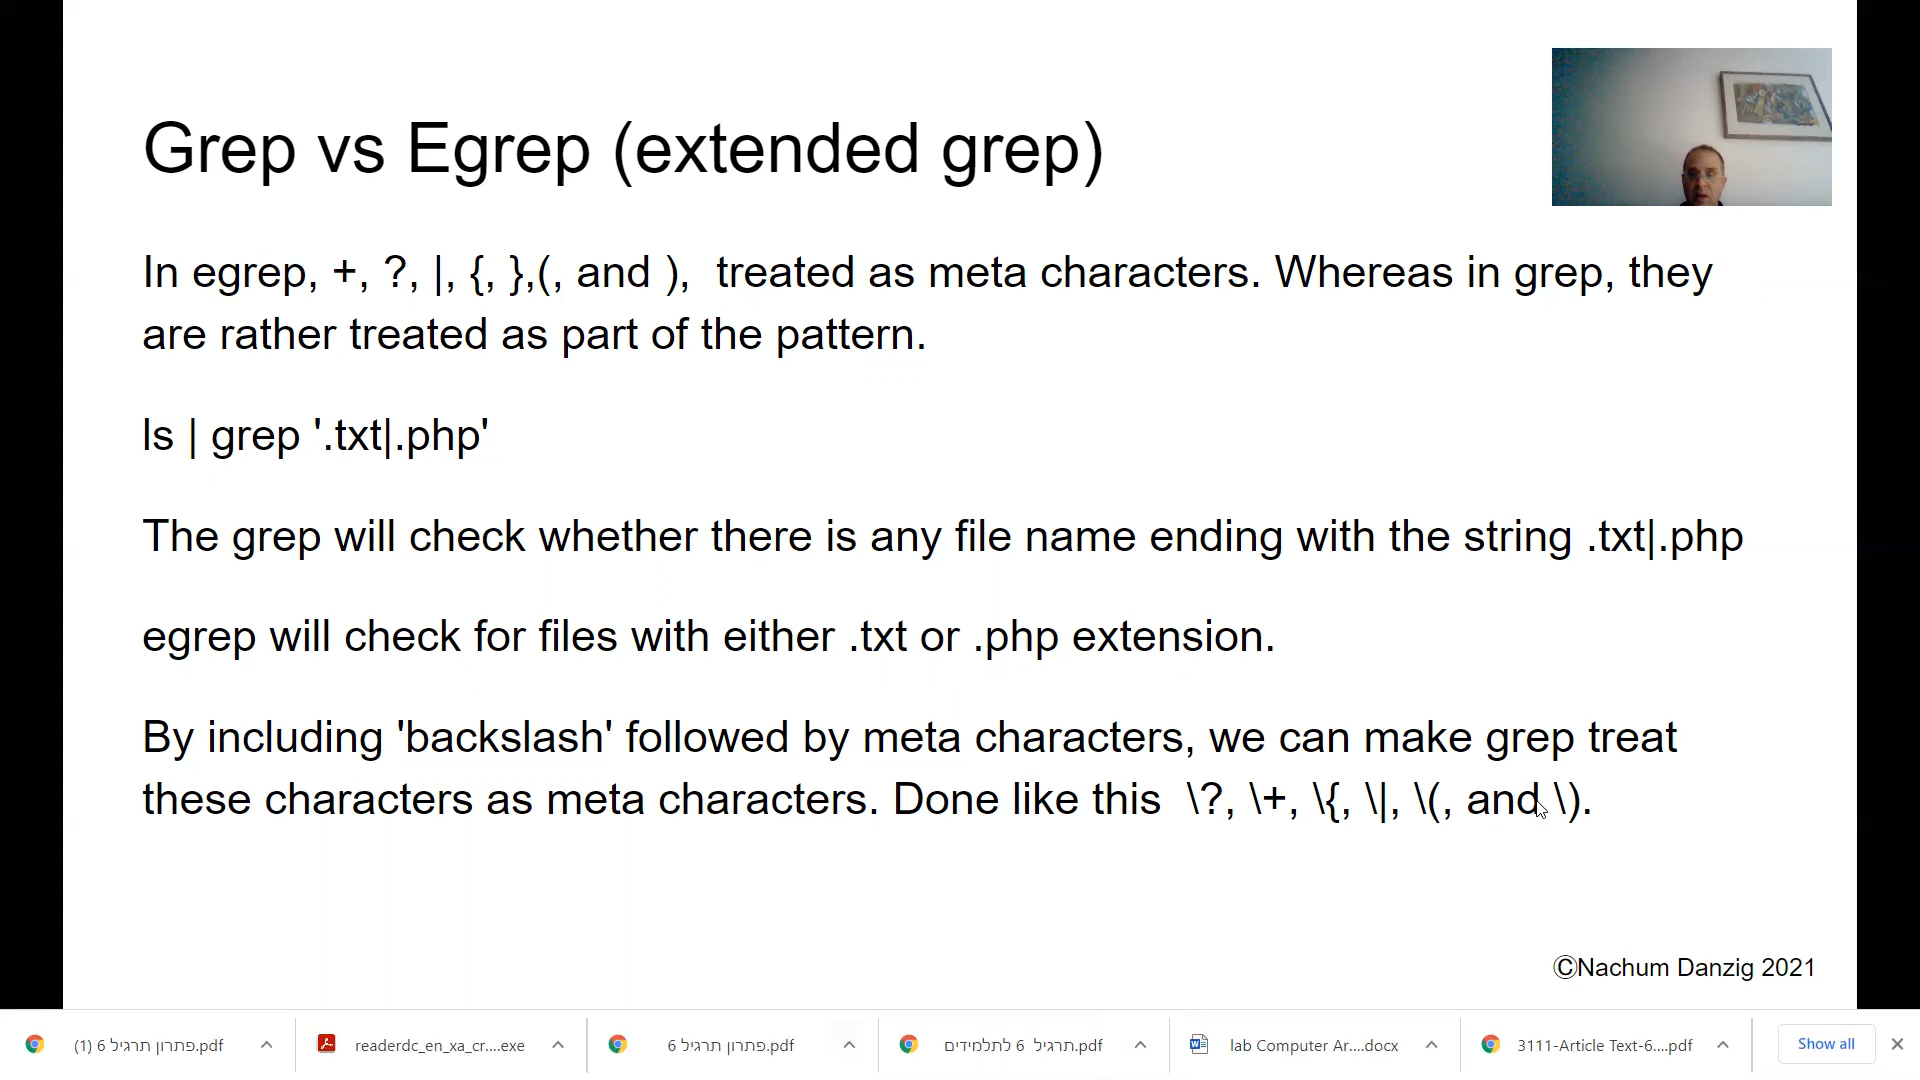 Grep vs Egrep (extended grep)
In egrep, +, ?, |, {, },(, and ),  treated as meta characters. Whereas in grep, they
are rather treated as part of the pattern.
ls | grep '.txt|.php'
The grep will check whether there is any file name ending with the string .txt|.php
egrep will check for files with either .txt or .php extension.
By including 'backslash' followed by meta characters, we can make grep treat
these characters as meta characters. Done like this  \?, \+, \{, \|, \(, and \).
ⒸNachum Danzig 2021
פתרון תרגיל 6 (1).pdf
readerdc_en_xa_cr....exe
פתרון תרגיל 6.pdf
תרגיל 6 לתלמידים.pdf
lab Computer Ar....docx
3111-Article Text-6....pdf
Show all